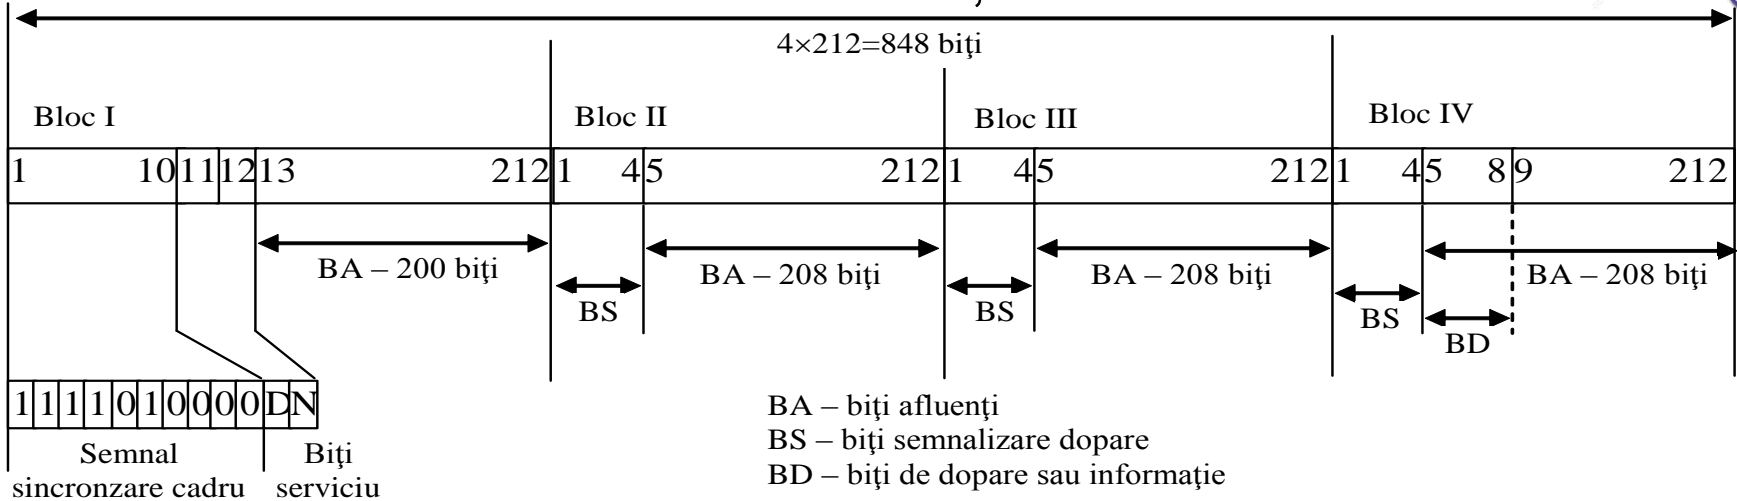 4×212=848 biţi
Bloc I Bloc II Bloc III Bloc IV
1 10 11 12 13 212 1 4 5 212 1 4 5 212 1 4 5 8 9 212
BA – 200 biţi BA – 208 biţi BA – 208 biţi BA – 208 biţi
BS BS BS
BD
1 1 1 1 0 1 0 0 0 0 D N
Semnal Biţi
sincronzare cadru serviciu
BA – biţi afluenţi
BS – biţi semnalizare dopare
BD – biţi de dopare sau informaţie